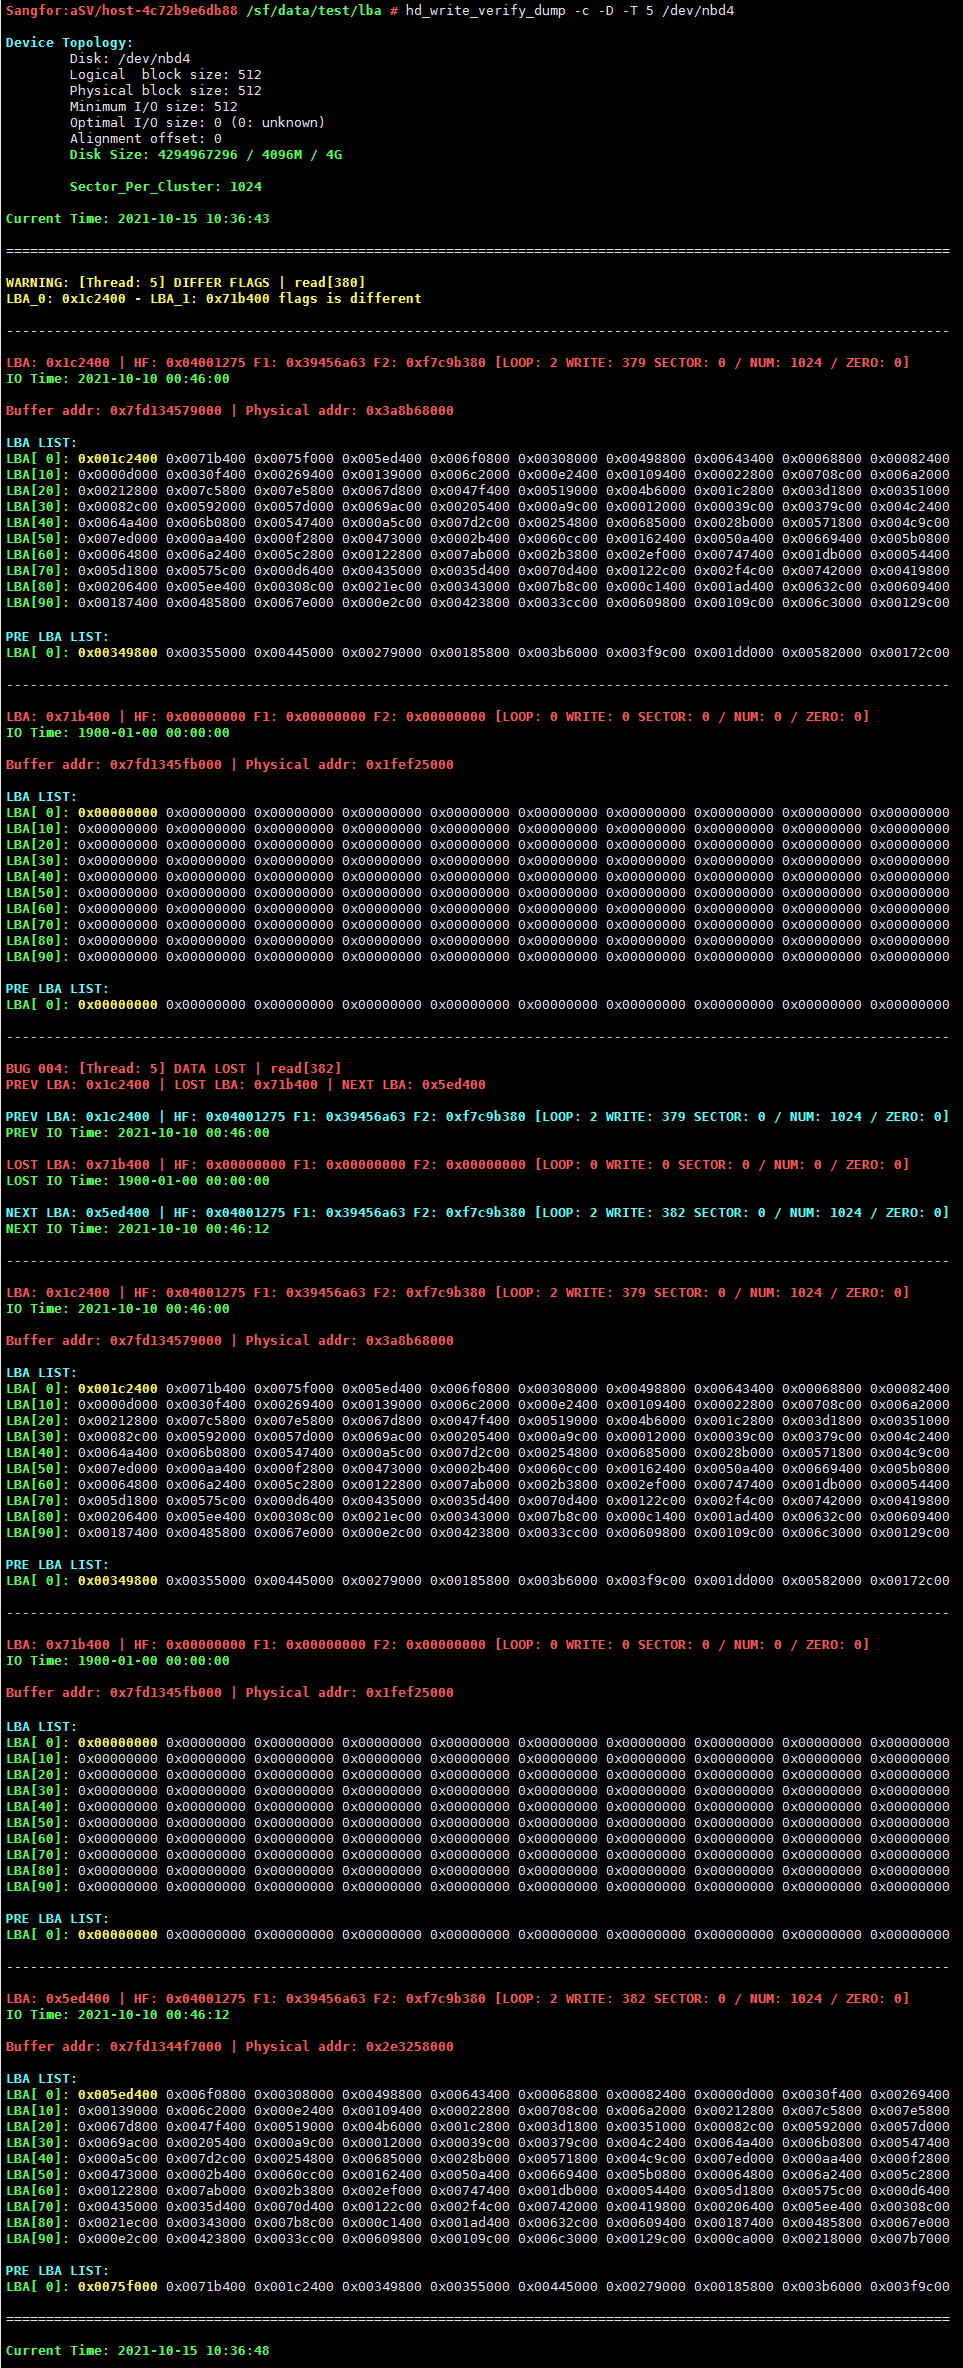 Sangfor:aSV/host-4c72b9e6db88 /sf/data/test/lba # hd_write_verify_dump -c -D -T 5 /dev/nbd4
Device Topology:
Disk: /dev/nbd4
Logical  block size: 512
Physical block size: 512
Minimum I/O size: 512
Optimal I/O size: 0 (0: unknown)
Alignment offset: 0
Disk Size: 4294967296 / 4096M / 4G
Sector_Per_Cluster: 1024
Current Time: 2021-10-15 10:36:43
======================================================================================================================
WARNING: [Thread: 5] DIFFER FLAGS | read[380]
LBA_0: 0x1c2400 - LBA_1: 0x71b400 flags is different
----------------------------------------------------------------------------------------------------------------------
LBA: 0x1c2400 | HF: 0x04001275 F1: 0x39456a63 F2: 0xf7c9b380 [LOOP: 2 WRITE: 379 SECTOR: 0 / NUM: 1024 / ZERO: 0]
IO Time: 2021-10-10 00:46:00
Buffer addr: 0x7fd134579000 | Physical addr: 0x3a8b68000
LBA LIST:
LBA[ 0]: 0x001c2400 0x0071b400 0x0075f000 0x005ed400 0x006f0800 0x00308000 0x00498800 0x00643400 0x00068800 0x00082400
LBA[10]: 0x0000d000 0x0030f400 0x00269400 0x00139000 0x006c2000 0x000e2400 0x00109400 0x00022800 0x00708c00 0x006a2000
LBA[20]: 0x00212800 0x007c5800 0x007e5800 0x0067d800 0x0047f400 0x00519000 0x004b6000 0x001c2800 0x003d1800 0x00351000
LBA[30]: 0x00082c00 0x00592000 0x0057d000 0x0069ac00 0x00205400 0x000a9c00 0x00012000 0x00039c00 0x00379c00 0x004c2400
LBA[40]: 0x0064a400 0x006b0800 0x00547400 0x000a5c00 0x007d2c00 0x00254800 0x00685000 0x0028b000 0x00571800 0x004c9c00
LBA[50]: 0x007ed000 0x000aa400 0x000f2800 0x00473000 0x0002b400 0x0060cc00 0x00162400 0x0050a400 0x00669400 0x005b0800
LBA[60]: 0x00064800 0x006a2400 0x005c2800 0x00122800 0x007ab000 0x002b3800 0x002ef000 0x00747400 0x001db000 0x00054400
LBA[70]: 0x005d1800 0x00575c00 0x000d6400 0x00435000 0x0035d400 0x0070d400 0x00122c00 0x002f4c00 0x00742000 0x00419800
LBA[80]: 0x00206400 0x005ee400 0x00308c00 0x0021ec00 0x00343000 0x007b8c00 0x000c1400 0x001ad400 0x00632c00 0x00609400
LBA[90]: 0x00187400 0x00485800 0x0067e000 0x000e2c00 0x00423800 0x0033cc00 0x00609800 0x00109c00 0x006c3000 0x00129c00
PRE LBA LIST:
LBA[ 0]: 0x00349800 0x00355000 0x00445000 0x00279000 0x00185800 0x003b6000 0x003f9c00 0x001dd000 0x00582000 0x00172c00
----------------------------------------------------------------------------------------------------------------------
LBA: 0x71b400 | HF: 0x00000000 F1: 0x00000000 F2: 0x00000000 [LOOP: 0 WRITE: 0 SECTOR: 0 / NUM: 0 / ZERO: 0]
IO Time: 1900-01-00 00:00:00
Buffer addr: 0x7fd1345fb000 | Physical addr: 0x1fef25000
LBA LIST:
LBA[ 0]: 0x00000000 0x00000000 0x00000000 0x00000000 0x00000000 0x00000000 0x00000000 0x00000000 0x00000000 0x00000000
LBA[10]: 0x00000000 0x00000000 0x00000000 0x00000000 0x00000000 0x00000000 0x00000000 0x00000000 0x00000000 0x00000000
LBA[20]: 0x00000000 0x00000000 0x00000000 0x00000000 0x00000000 0x00000000 0x00000000 0x00000000 0x00000000 0x00000000
LBA[30]: 0x00000000 0x00000000 0x00000000 0x00000000 0x00000000 0x00000000 0x00000000 0x00000000 0x00000000 0x00000000
LBA[40]: 0x00000000 0x00000000 0x00000000 0x00000000 0x00000000 0x00000000 0x00000000 0x00000000 0x00000000 0x00000000
LBA[50]: 0x00000000 0x00000000 0x00000000 0x00000000 0x00000000 0x00000000 0x00000000 0x00000000 0x00000000 0x00000000
LBA[60]: 0x00000000 0x00000000 0x00000000 0x00000000 0x00000000 0x00000000 0x00000000 0x00000000 0x00000000 0x00000000
LBA[70]: 0x00000000 0x00000000 0x00000000 0x00000000 0x00000000 0x00000000 0x00000000 0x00000000 0x00000000 0x00000000
LBA[80]: 0x00000000 0x00000000 0x00000000 0x00000000 0x00000000 0x00000000 0x00000000 0x00000000 0x00000000 0x00000000
LBA[90]: 0x00000000 0x00000000 0x00000000 0x00000000 0x00000000 0x00000000 0x00000000 0x00000000 0x00000000 0x00000000
PRE LBA LIST:
LBA[ 0]: 0x00000000 0x00000000 0x00000000 0x00000000 0x00000000 0x00000000 0x00000000 0x00000000 0x00000000 0x00000000
----------------------------------------------------------------------------------------------------------------------
BUG 004: [Thread: 5] DATA LOST | read[382]
PREV LBA: 0x1c2400 | LOST LBA: 0x71b400 | NEXT LBA: 0x5ed400
PREV LBA: 0x1c2400 | HF: 0x04001275 F1: 0x39456a63 F2: 0xf7c9b380 [LOOP: 2 WRITE: 379 SECTOR: 0 / NUM: 1024 / ZERO: 0]
PREV IO Time: 2021-10-10 00:46:00
LOST LBA: 0x71b400 | HF: 0x00000000 F1: 0x00000000 F2: 0x00000000 [LOOP: 0 WRITE: 0 SECTOR: 0 / NUM: 0 / ZERO: 0]
LOST IO Time: 1900-01-00 00:00:00
NEXT LBA: 0x5ed400 | HF: 0x04001275 F1: 0x39456a63 F2: 0xf7c9b380 [LOOP: 2 WRITE: 382 SECTOR: 0 / NUM: 1024 / ZERO: 0]
NEXT IO Time: 2021-10-10 00:46:12
----------------------------------------------------------------------------------------------------------------------
LBA: 0x1c2400 | HF: 0x04001275 F1: 0x39456a63 F2: 0xf7c9b380 [LOOP: 2 WRITE: 379 SECTOR: 0 / NUM: 1024 / ZERO: 0]
IO Time: 2021-10-10 00:46:00
Buffer addr: 0x7fd134579000 | Physical addr: 0x3a8b68000
LBA LIST:
LBA[ 0]: 0x001c2400 0x0071b400 0x0075f000 0x005ed400 0x006f0800 0x00308000 0x00498800 0x00643400 0x00068800 0x00082400
LBA[10]: 0x0000d000 0x0030f400 0x00269400 0x00139000 0x006c2000 0x000e2400 0x00109400 0x00022800 0x00708c00 0x006a2000
LBA[20]: 0x00212800 0x007c5800 0x007e5800 0x0067d800 0x0047f400 0x00519000 0x004b6000 0x001c2800 0x003d1800 0x00351000
LBA[30]: 0x00082c00 0x00592000 0x0057d000 0x0069ac00 0x00205400 0x000a9c00 0x00012000 0x00039c00 0x00379c00 0x004c2400
LBA[40]: 0x0064a400 0x006b0800 0x00547400 0x000a5c00 0x007d2c00 0x00254800 0x00685000 0x0028b000 0x00571800 0x004c9c00
LBA[50]: 0x007ed000 0x000aa400 0x000f2800 0x00473000 0x0002b400 0x0060cc00 0x00162400 0x0050a400 0x00669400 0x005b0800
LBA[60]: 0x00064800 0x006a2400 0x005c2800 0x00122800 0x007ab000 0x002b3800 0x002ef000 0x00747400 0x001db000 0x00054400
LBA[70]: 0x005d1800 0x00575c00 0x000d6400 0x00435000 0x0035d400 0x0070d400 0x00122c00 0x002f4c00 0x00742000 0x00419800
LBA[80]: 0x00206400 0x005ee400 0x00308c00 0x0021ec00 0x00343000 0x007b8c00 0x000c1400 0x001ad400 0x00632c00 0x00609400
LBA[90]: 0x00187400 0x00485800 0x0067e000 0x000e2c00 0x00423800 0x0033cc00 0x00609800 0x00109c00 0x006c3000 0x00129c00
PRE LBA LIST:
LBA[ 0]: 0x00349800 0x00355000 0x00445000 0x00279000 0x00185800 0x003b6000 0x003f9c00 0x001dd000 0x00582000 0x00172c00
----------------------------------------------------------------------------------------------------------------------
LBA: 0x71b400 | HF: 0x00000000 F1: 0x00000000 F2: 0x00000000 [LOOP: 0 WRITE: 0 SECTOR: 0 / NUM: 0 / ZERO: 0]
IO Time: 1900-01-00 00:00:00
Buffer addr: 0x7fd1345fb000 | Physical addr: 0x1fef25000
LBA LIST:
LBA[ 0]: 0x00000000 0x00000000 0x00000000 0x00000000 0x00000000 0x00000000 0x00000000 0x00000000 0x00000000 0x00000000
LBA[10]: 0x00000000 0x00000000 0x00000000 0x00000000 0x00000000 0x00000000 0x00000000 0x00000000 0x00000000 0x00000000
LBA[20]: 0x00000000 0x00000000 0x00000000 0x00000000 0x00000000 0x00000000 0x00000000 0x00000000 0x00000000 0x00000000
LBA[30]: 0x00000000 0x00000000 0x00000000 0x00000000 0x00000000 0x00000000 0x00000000 0x00000000 0x00000000 0x00000000
LBA[40]: 0x00000000 0x00000000 0x00000000 0x00000000 0x00000000 0x00000000 0x00000000 0x00000000 0x00000000 0x00000000
LBA[50]: 0x00000000 0x00000000 0x00000000 0x00000000 0x00000000 0x00000000 0x00000000 0x00000000 0x00000000 0x00000000
LBA[60]: 0x00000000 0x00000000 0x00000000 0x00000000 0x00000000 0x00000000 0x00000000 0x00000000 0x00000000 0x00000000
LBA[70]: 0x00000000 0x00000000 0x00000000 0x00000000 0x00000000 0x00000000 0x00000000 0x00000000 0x00000000 0x00000000
LBA[80]: 0x00000000 0x00000000 0x00000000 0x00000000 0x00000000 0x00000000 0x00000000 0x00000000 0x00000000 0x00000000
LBA[90]: 0x00000000 0x00000000 0x00000000 0x00000000 0x00000000 0x00000000 0x00000000 0x00000000 0x00000000 0x00000000
PRE LBA LIST:
LBA[ 0]: 0x00000000 0x00000000 0x00000000 0x00000000 0x00000000 0x00000000 0x00000000 0x00000000 0x00000000 0x00000000
----------------------------------------------------------------------------------------------------------------------
LBA: 0x5ed400 | HF: 0x04001275 F1: 0x39456a63 F2: 0xf7c9b380 [LOOP: 2 WRITE: 382 SECTOR: 0 / NUM: 1024 / ZERO: 0]
IO Time: 2021-10-10 00:46:12
Buffer addr: 0x7fd1344f7000 | Physical addr: 0x2e3258000
LBA LIST:
LBA[ 0]: 0x005ed400 0x006f0800 0x00308000 0x00498800 0x00643400 0x00068800 0x00082400 0x0000d000 0x0030f400 0x00269400
LBA[10]: 0x00139000 0x006c2000 0x000e2400 0x00109400 0x00022800 0x00708c00 0x006a2000 0x00212800 0x007c5800 0x007e5800
LBA[20]: 0x0067d800 0x0047f400 0x00519000 0x004b6000 0x001c2800 0x003d1800 0x00351000 0x00082c00 0x00592000 0x0057d000
LBA[30]: 0x0069ac00 0x00205400 0x000a9c00 0x00012000 0x00039c00 0x00379c00 0x004c2400 0x0064a400 0x006b0800 0x00547400
LBA[40]: 0x000a5c00 0x007d2c00 0x00254800 0x00685000 0x0028b000 0x00571800 0x004c9c00 0x007ed000 0x000aa400 0x000f2800
LBA[50]: 0x00473000 0x0002b400 0x0060cc00 0x00162400 0x0050a400 0x00669400 0x005b0800 0x00064800 0x006a2400 0x005c2800
LBA[60]: 0x00122800 0x007ab000 0x002b3800 0x002ef000 0x00747400 0x001db000 0x00054400 0x005d1800 0x00575c00 0x000d6400
LBA[70]: 0x00435000 0x0035d400 0x0070d400 0x00122c00 0x002f4c00 0x00742000 0x00419800 0x00206400 0x005ee400 0x00308c00
LBA[80]: 0x0021ec00 0x00343000 0x007b8c00 0x000c1400 0x001ad400 0x00632c00 0x00609400 0x00187400 0x00485800 0x0067e000
LBA[90]: 0x000e2c00 0x00423800 0x0033cc00 0x00609800 0x00109c00 0x006c3000 0x00129c00 0x000ca000 0x00218000 0x007b7000
PRE LBA LIST:
LBA[ 0]: 0x0075f000 0x0071b400 0x001c2400 0x00349800 0x00355000 0x00445000 0x00279000 0x00185800 0x003b6000 0x003f9c00
======================================================================================================================
Current Time: 2021-10-15 10:36:48